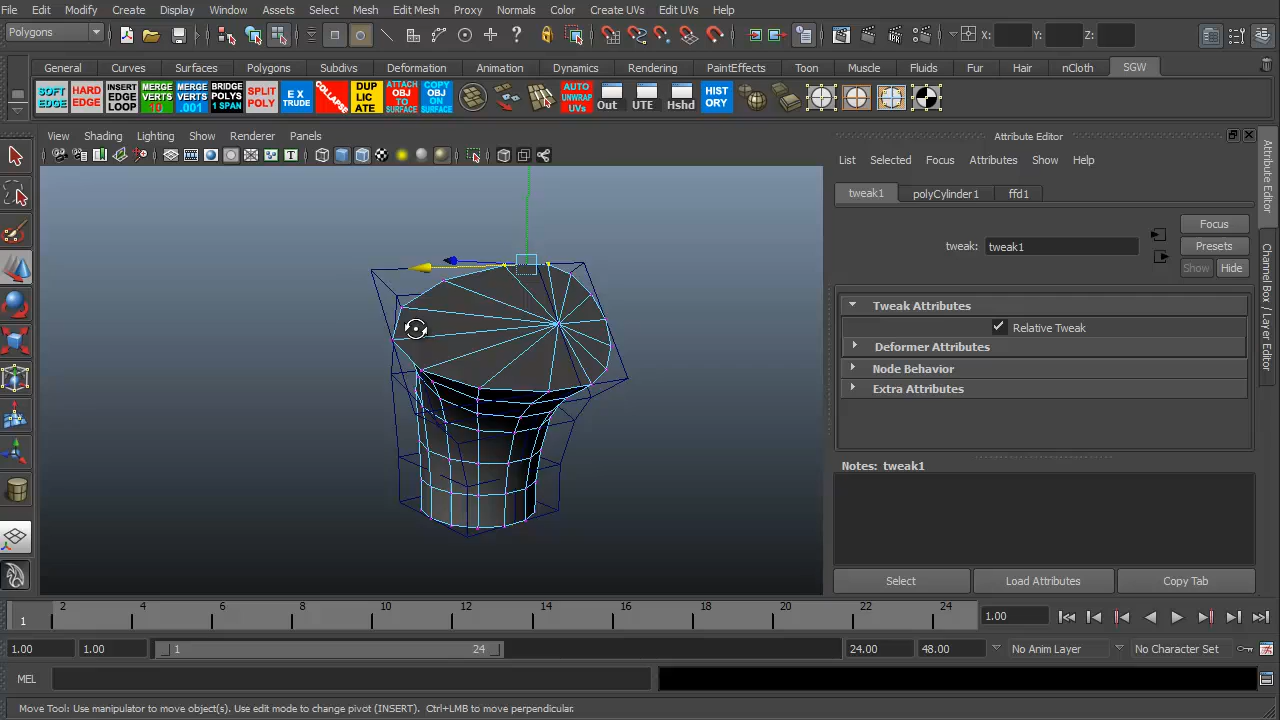 File Edit Modify Create Display Window Assets Select Mesh Edit Mesh Proxy Normals Color Create UVs Edit UVs Help
Polygons X: Y: Z:
General Curves Surfaces Polygons Subdivs Deformation Animation Dynamics Rendering PaintEffects Toon Muscle Fluids Fur Hair nCloth SGW
SOFT EDGE HARD EDGE INSERT EDGE LOOP MERGE VERTS 10 MERGE VERTS .001 BRIDGE POLYS 1 SPAN SPLIT POLY EX TRUDE COLLAPSE DUP LIC ATE ATTACH OBJ TO SURFACE COPY OBJ ON SURFACE AUTO UNWRAP UVs Out UTE Hshd HIST ORY
View Shading Lighting Show Renderer Panels
Attribute Editor
List Selected Focus Attributes Show Help
tweak1 polyCylinder1 ffd1
tweak: tweak1
Focus
Presets
Show Hide
Tweak Attributes
Relative Tweak
Deformer Attributes
Node Behavior
Extra Attributes
Notes: tweak1
Select Load Attributes Copy Tab
Attribute Editor
Channel Box / Layer Editor
1 2 4 6 8 10 12 14 16 18 20 22 24 1.00
1.00 1.00 1 24 24.00 48.00 No Anim Layer No Character Set
MEL
Move Tool: Use manipulator to move object(s). Use edit mode to change pivot (INSERT). Ctrl+LMB to move perpendicular.